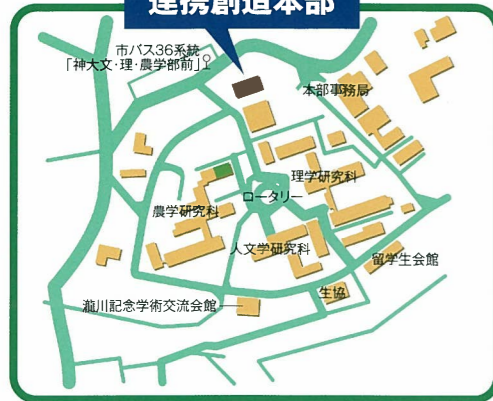 連携創造本部
市バス36系統
「神大文・理・農学部前」
本部事務局
理学研究科
ロータリー
農学研究科
人文学研究科
留学生会館
生協
瀧川記念学術交流会館